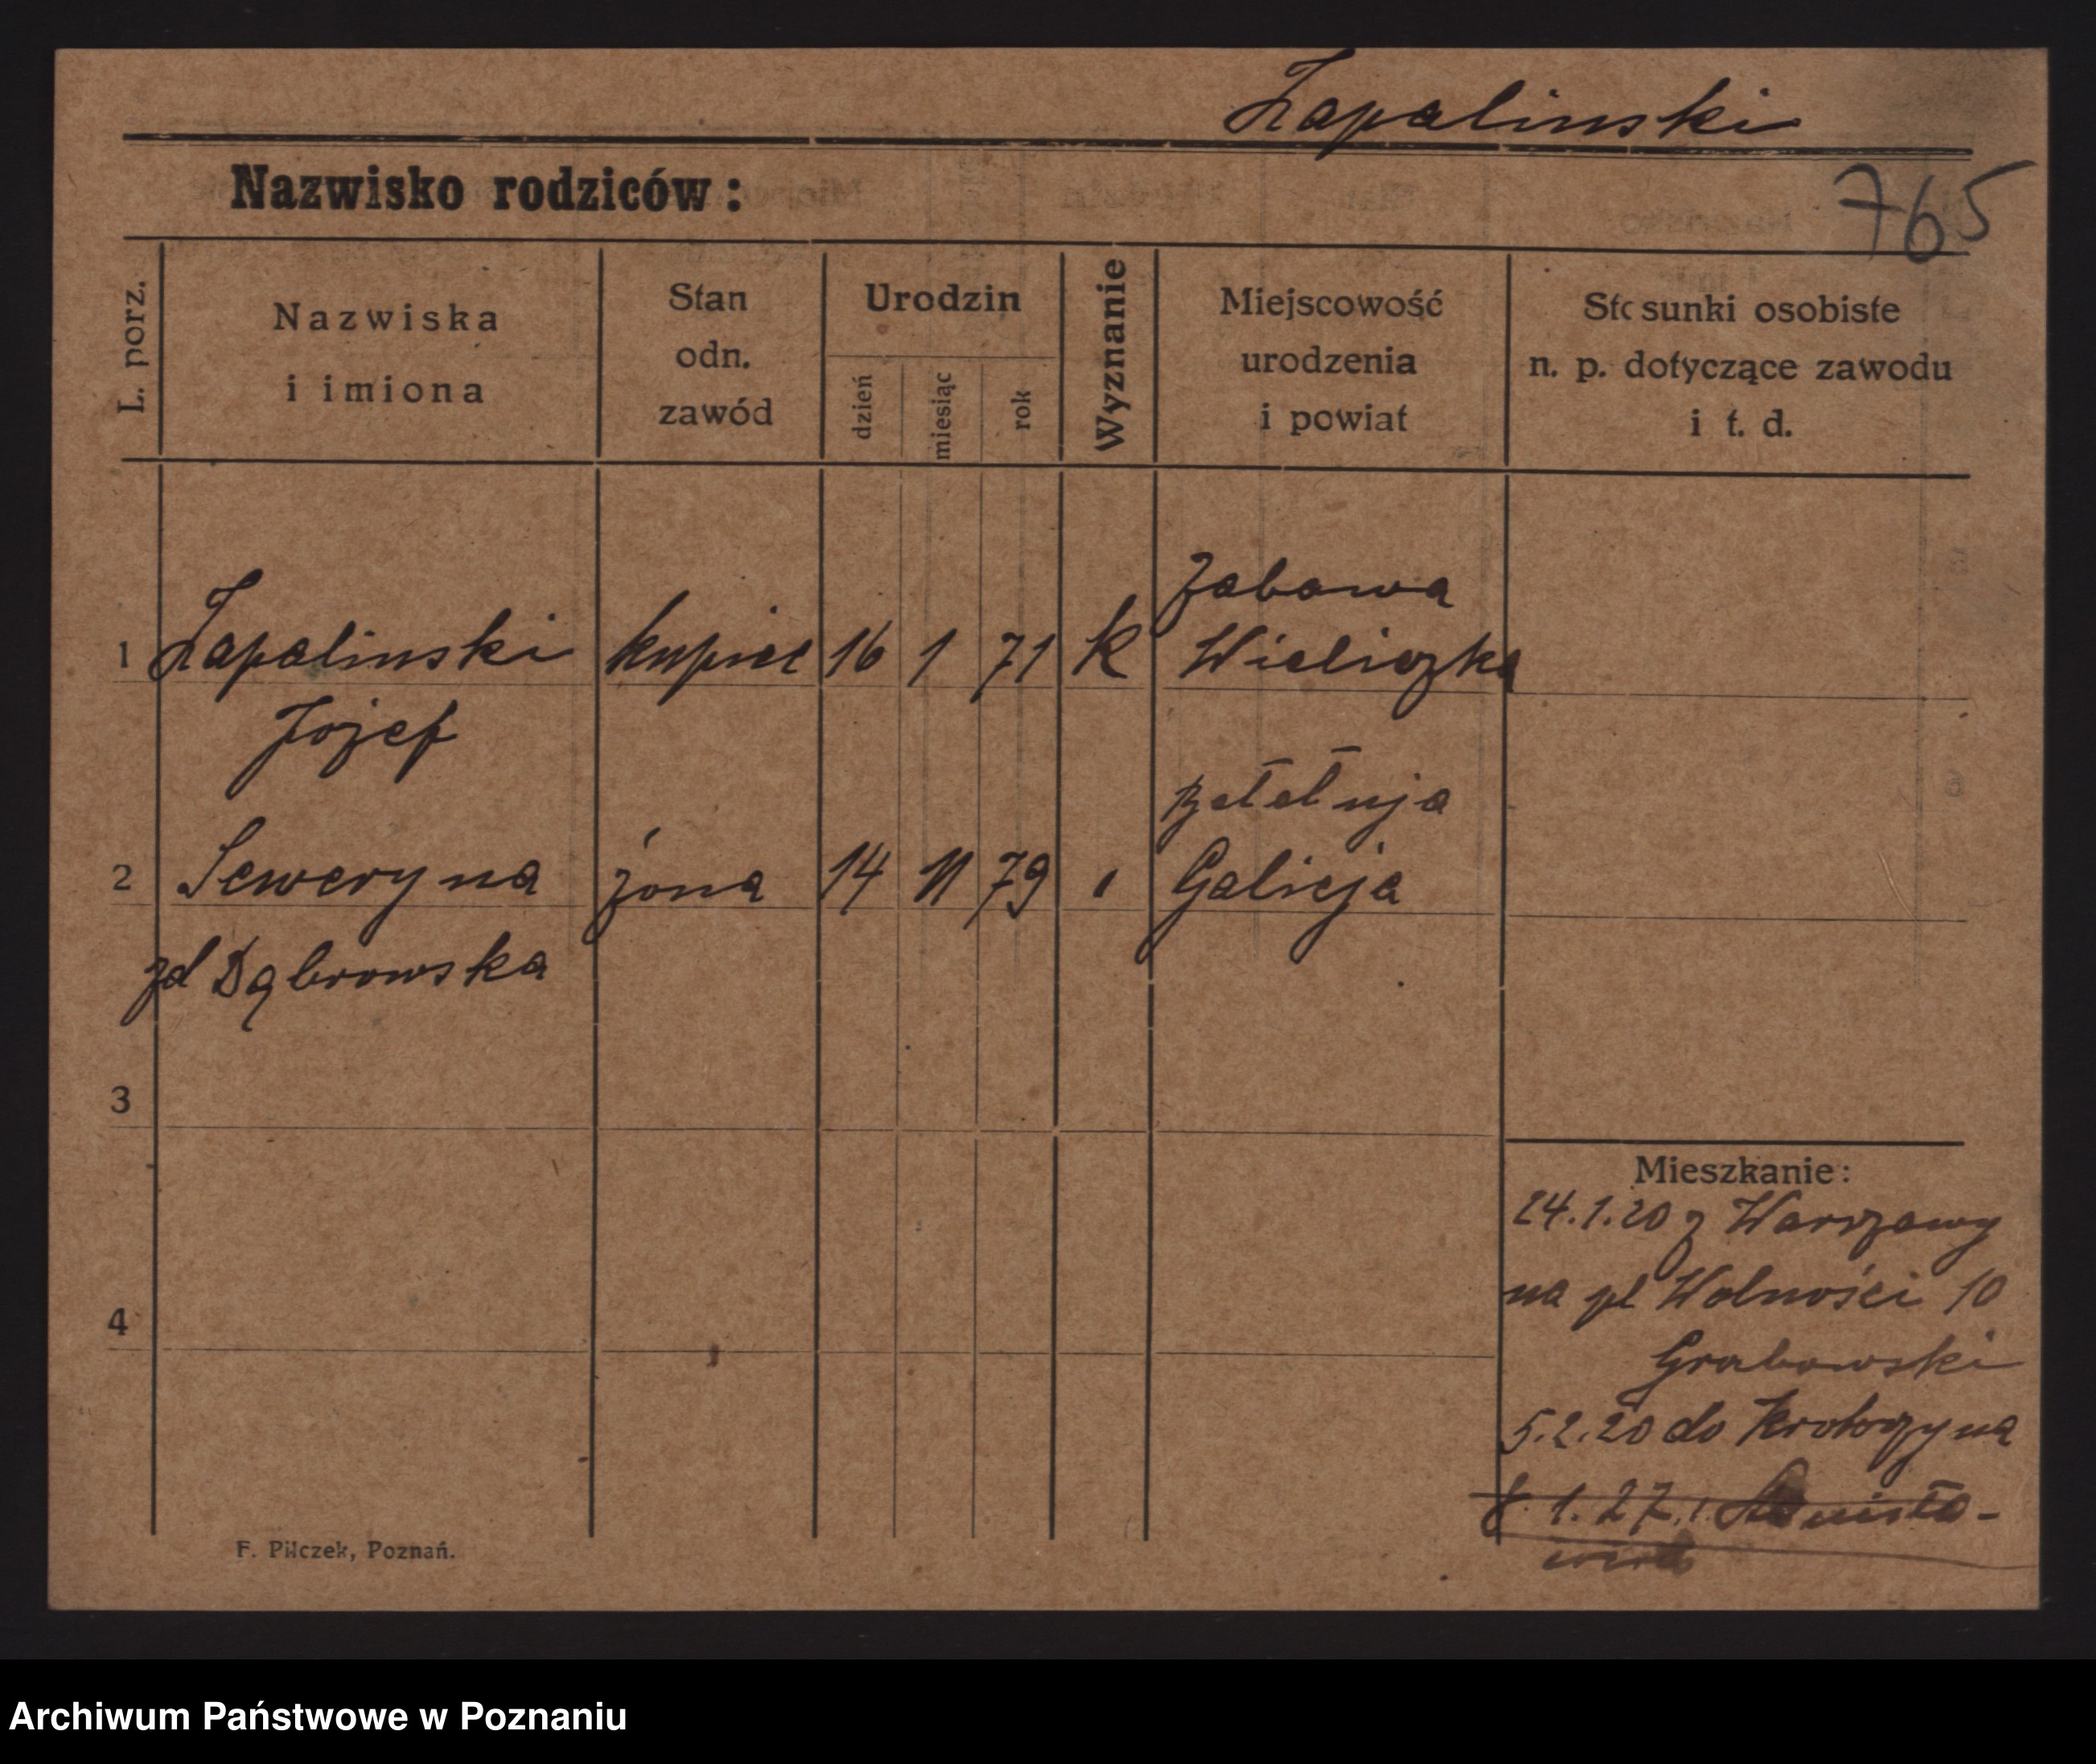 Zapalinski
765
Nazwisko rodziców:
L. porz.
Nazwiska
i imiona
Stan
odn.
zawód
Urodzin
dzień
miesiąc
rok
Wyznanie
Miejscowość
urodzenia
i powiat
Stosunki osobiste
n. p. dotyczące zawodu
i t. d.
Zabawa
1 Zapalinski kupiec 16 1 71 K Wieliczka
Jozef
2 Seweryna żona 14 11 79 Galicja
zd Dąbrowska
3
4
Mieszkanie:
24.1.20 z Warszawy
na pl Wolności 10
Grabowski
5.2.20 do Krotoszyna
1.27.
F. Pilczek, Poznań.
Archiwum Państwowe w Poznaniu